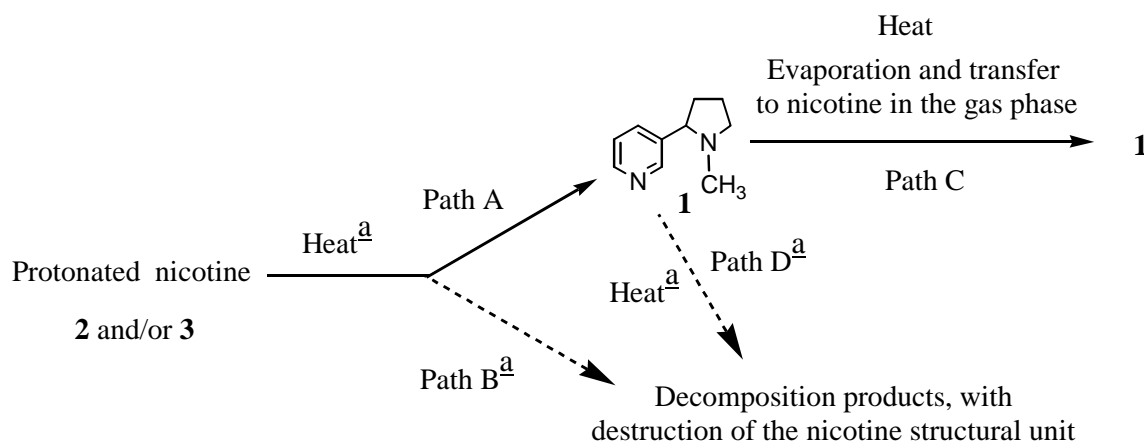 Heat
Evaporation and transfer
to nicotine in the gas phase
N
N
CH3
1
1
Path C
Path A
Heat a
Path D a
Heat a
Protonated nicotine
2 and/or 3
Path B a
Decomposition products, with
destruction of the nicotine structural unit